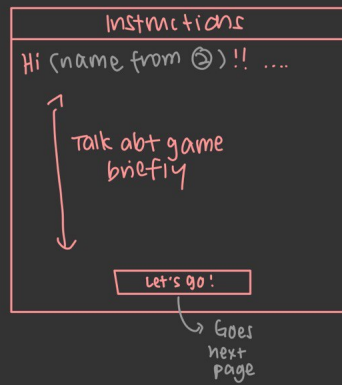 Instructions
Hi (name from ②)!! ....
Talk abt game
briefly
Let's go!
Goes
next
page